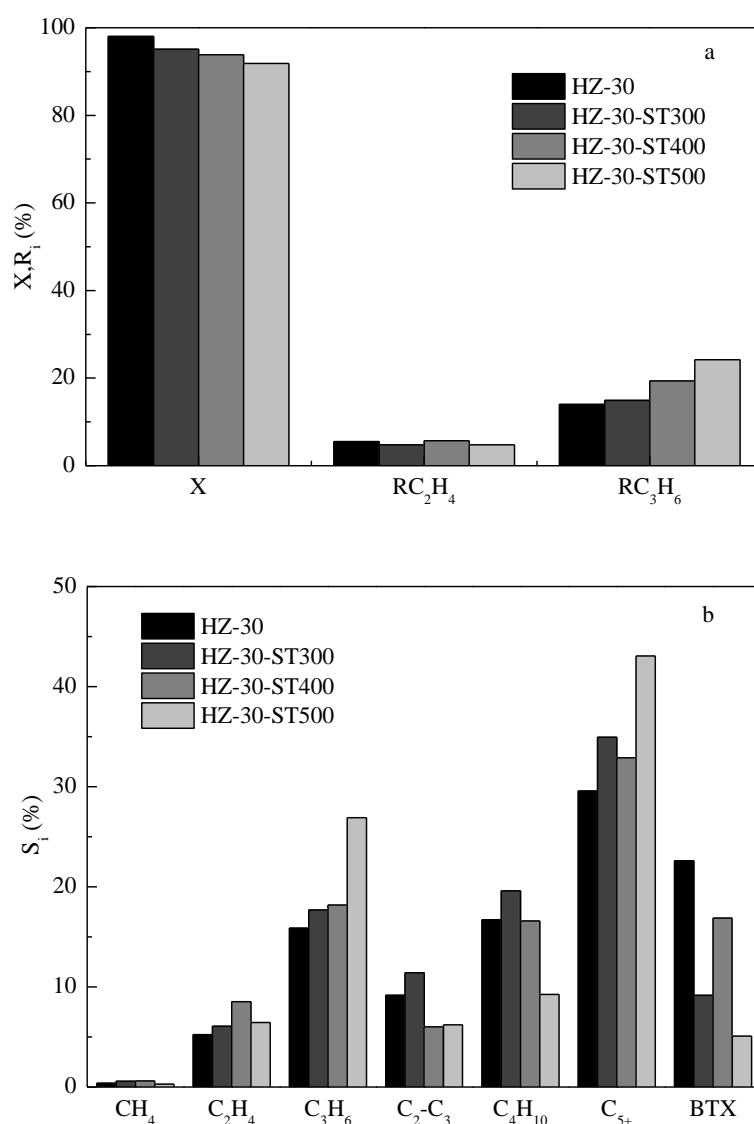 100
a
HZ-30
80
HZ-30-ST300
HZ-30-ST400
HZ-30-ST500
60
X,Rᵢ (%)
40
20
0
X
RC₂H₄
RC₃H₆
50
b
HZ-30
HZ-30-ST300
40
HZ-30-ST400
HZ-30-ST500
30
Sᵢ (%)
20
10
0
CH₄
C₂H₄
C₃H₆
C₂-C₃
C₄H₁₀
C₅₊
BTX